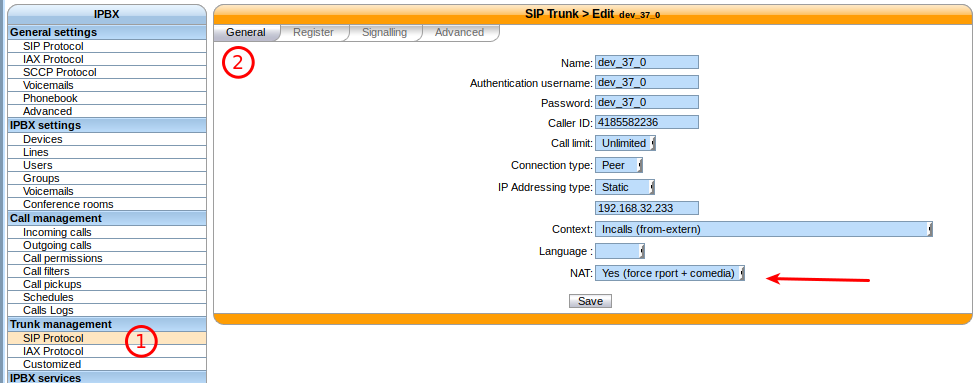 IPBX
General settings
SIP Protocol
IAX Protocol
SCCP Protocol
Voicemails
Phonebook
Advanced
IPBX settings
Devices
Lines
Users
Groups
Voicemails
Conference rooms
Call management
Incoming calls
Outgoing calls
Call permissions
Call filters
Call pickups
Schedules
Calls Logs
Trunk management
SIP Protocol 1
IAX Protocol
Customized
IPBX services
SIP Trunk > Edit dev_37_0
General Register Signalling Advanced
2
Name: dev_37_0
Authentication username: dev_37_0
Password: dev_37_0
Caller ID: 4185582236
Call limit: Unlimited
Connection type: Peer
IP Addressing type: Static
192.168.32.233
Context: Incalls (from-extern)
Language :
NAT: Yes (force rport + comedia)
Save